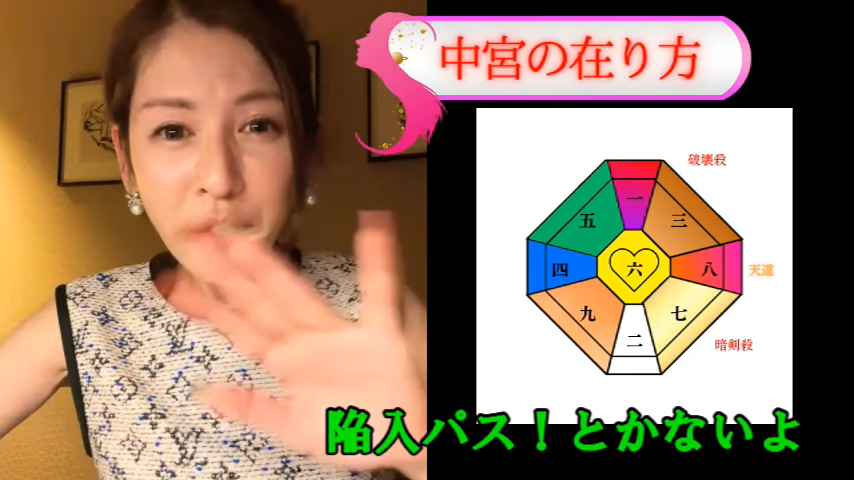 中宮の在り方
破壊殺
一
五
三
四
六
八
天道
九
七
二
暗剣殺
陥入パス！とかないよ